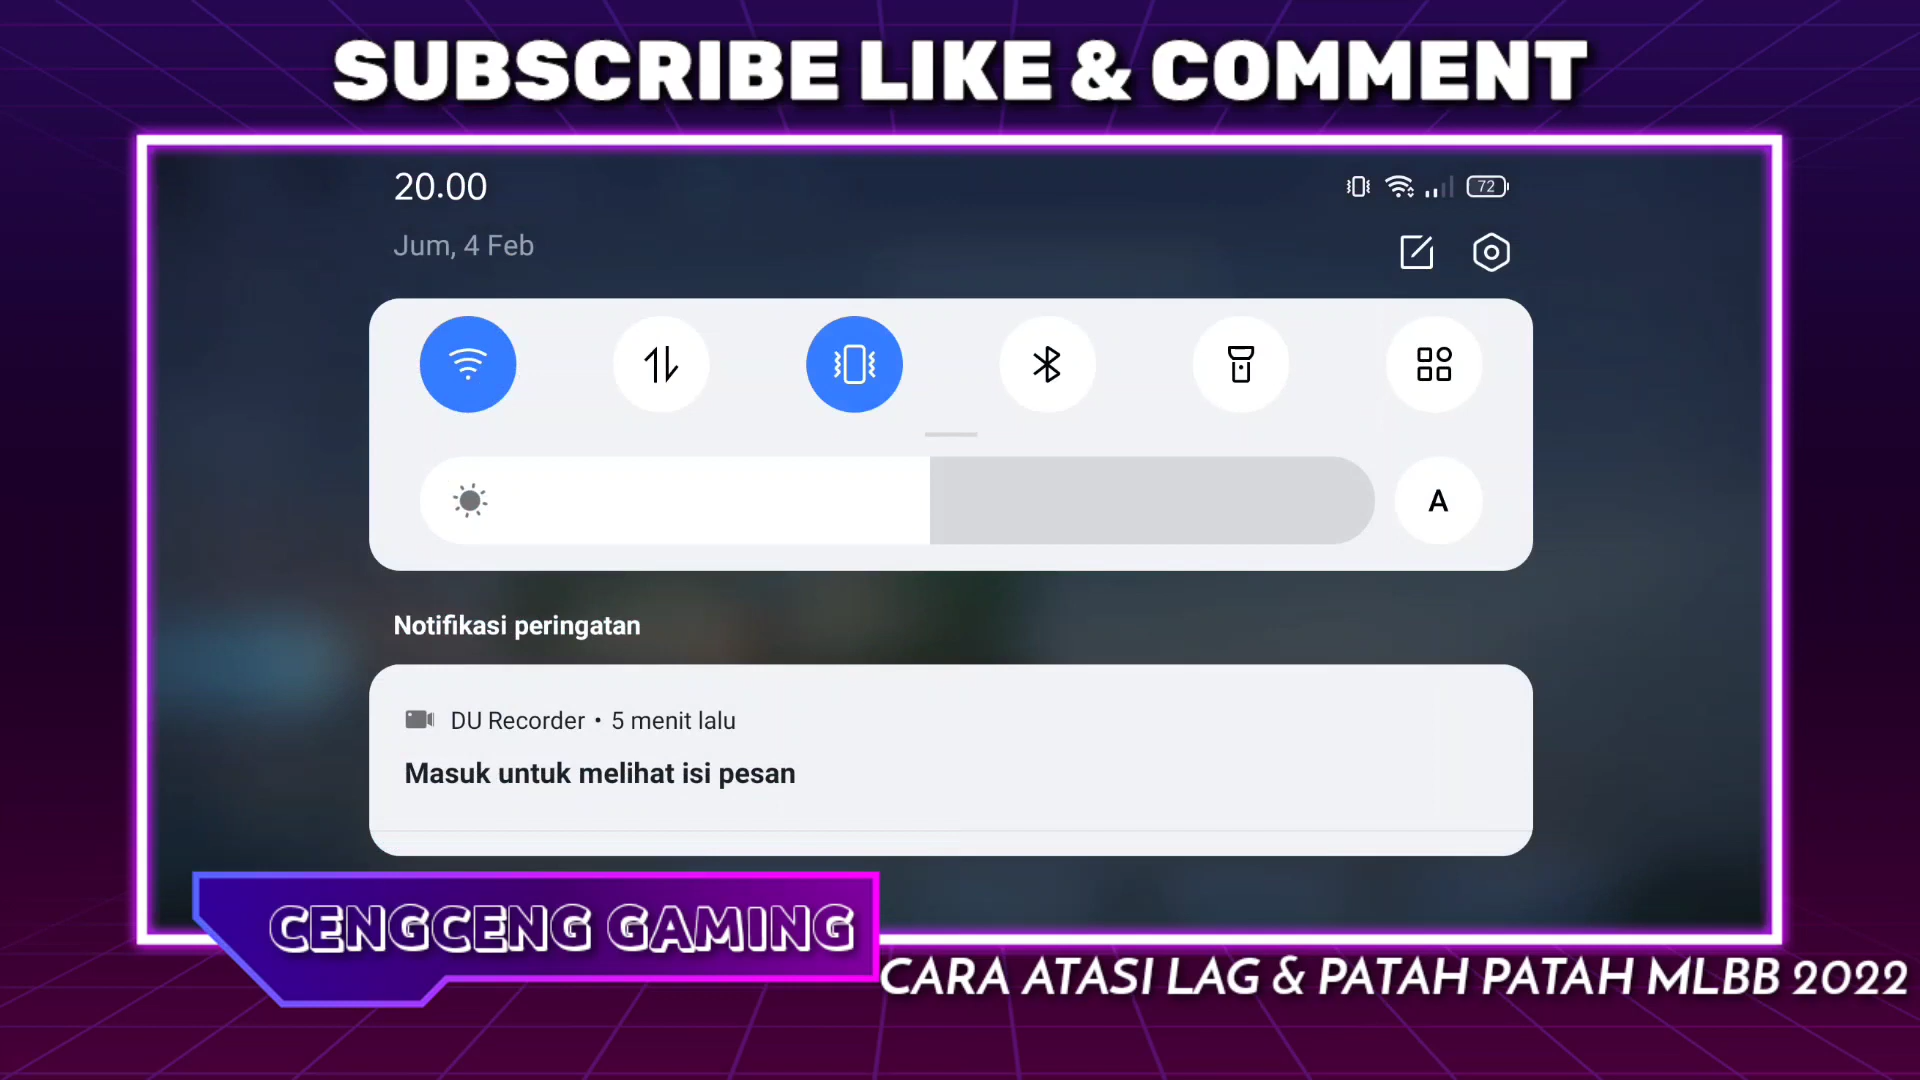 SUBSCRIBE LIKE & COMMENT
20.00
72
Jum, 4 Feb
A
Notifikasi peringatan
DU Recorder • 5 menit lalu
Masuk untuk melihat isi pesan
CENGCENG GAMING
CARA ATASI LAG & PATAH PATAH MLBB 2022